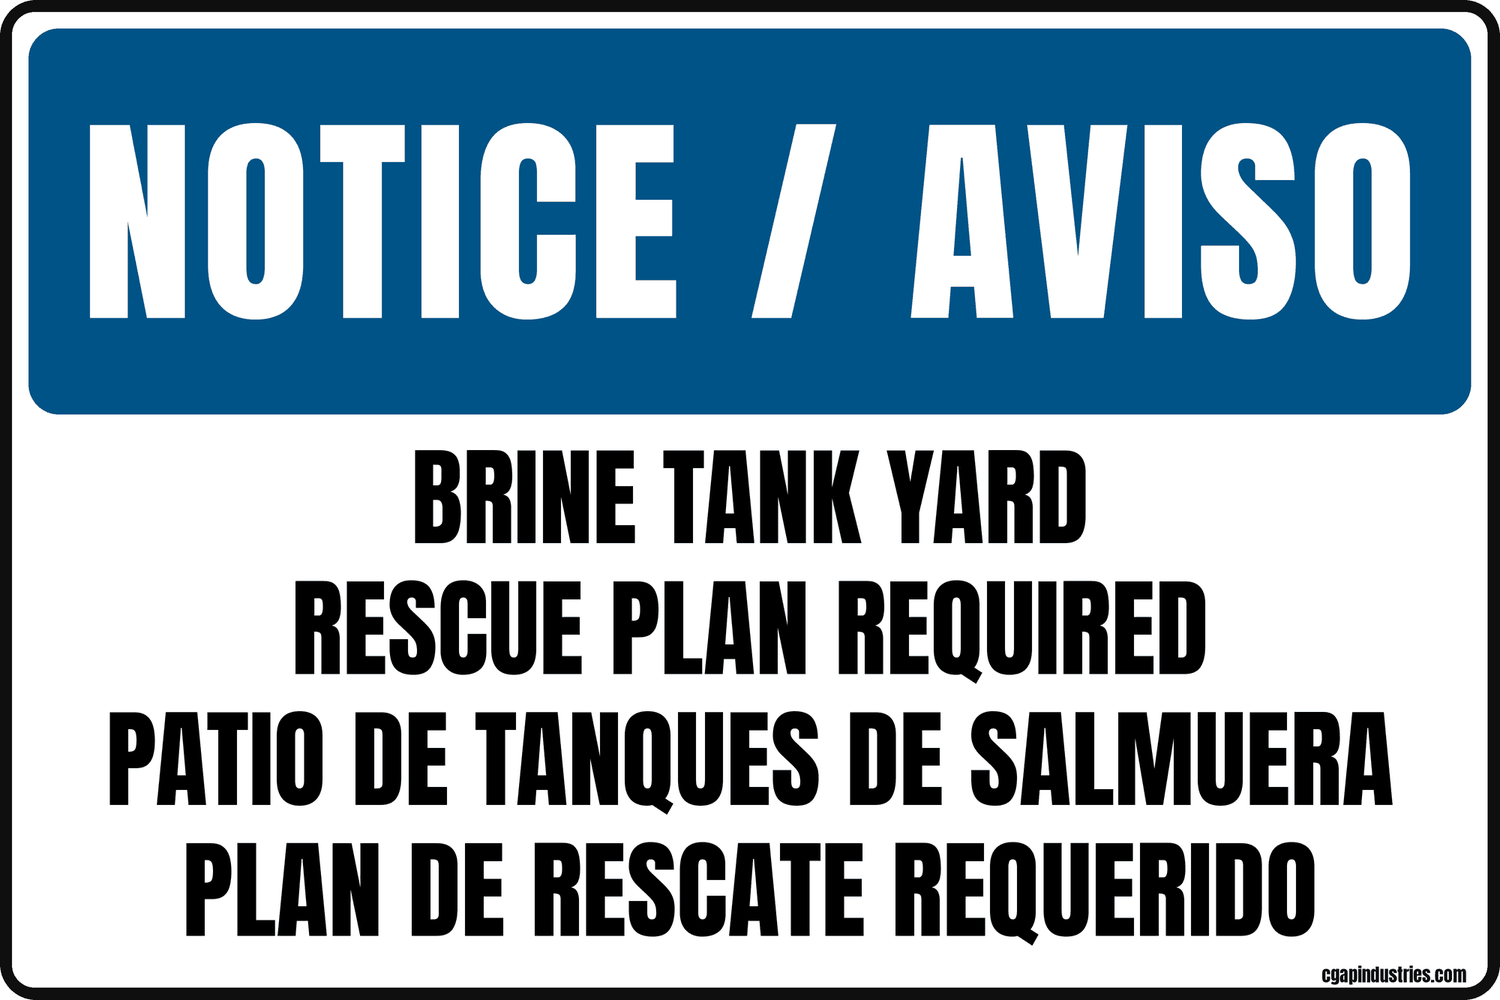 NOTICE / AVISO
BRINE TANK YARD
RESCUE PLAN REQUIRED
PATIO DE TANQUES DE SALMUERA
PLAN DE RESCATE REQUERIDO
cgapindustries.com